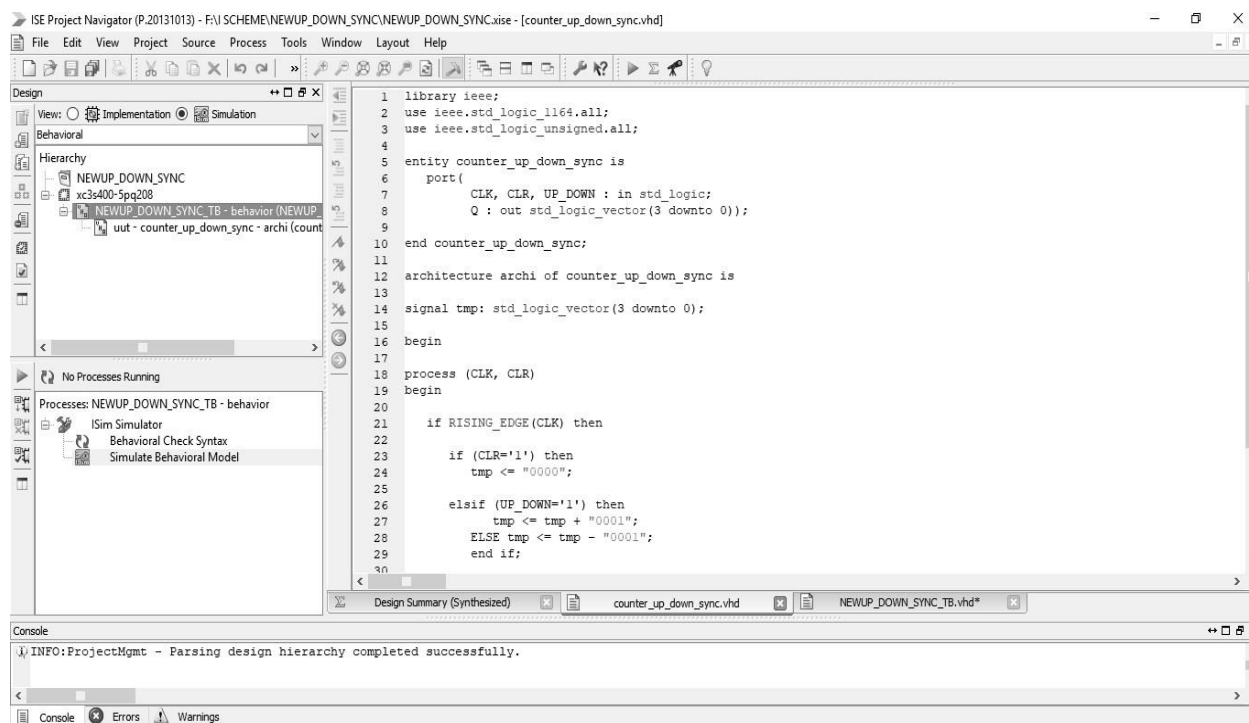 ISE Project Navigator (P.20131013) - F:\I SCHEME\NEWUP_DOWN_SYNC\NEWUP_DOWN_SYNC.xise - [counter_up_down_sync.vhd]
File Edit View Project Source Process Tools Window Layout Help
Design
View: Implementation Simulation
Behavioral
Hierarchy
NEWUP_DOWN_SYNC
xc3s400-5pq208
NEWUP_DOWN_SYNC_TB - behavior (NEWUP_
uut - counter_up_down_sync - archi (count
No Processes Running
Processes: NEWUP_DOWN_SYNC_TB - behavior
ISim Simulator
Behavioral Check Syntax
Simulate Behavioral Model
1 library ieee;
2 use ieee.std_logic_1164.all;
3 use ieee.std_logic_unsigned.all;
4
5 entity counter_up_down_sync is
6 port(
7 CLK, CLR, UP_DOWN : in std_logic;
8 Q : out std_logic_vector(3 downto 0));
9
10 end counter_up_down_sync;
11
12 architecture archi of counter_up_down_sync is
13
14 signal tmp: std_logic_vector(3 downto 0);
15
16 begin
17
18 process (CLK, CLR)
19 begin
20
21 if RISING_EDGE(CLK) then
22
23 if (CLR='1') then
24 tmp <= "0000";
25
26 elsif (UP_DOWN='1') then
27 tmp <= tmp + "0001";
28 ELSE tmp <= tmp - "0001";
29 end if;
30
Design Summary (Synthesized) counter_up_down_sync.vhd NEWUP_DOWN_SYNC_TB.vhd*
Console
INFO:ProjectMgmt - Parsing design hierarchy completed successfully.
Console Errors Warnings